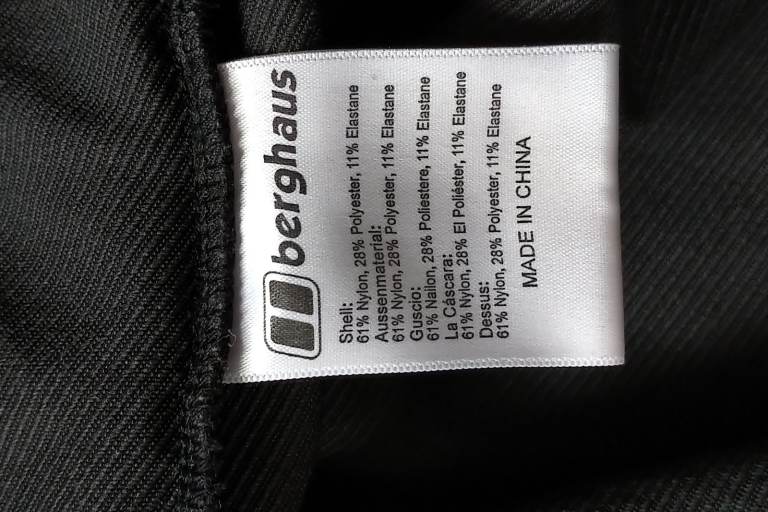 berghaus
Shell:
61% Nylon, 28% Polyester, 11% Elastane
Aussenmaterial:
61% Nylon, 28% Polyester, 11% Elastane
Guscio:
61% Nailon, 28% Poliestere, 11% Elastane
La Cáscara:
61% Nylon, 28% El Poliéster, 11% Elastane
Dessus:
61% Nylon, 28% Polyester, 11% Elastane
MADE IN CHINA